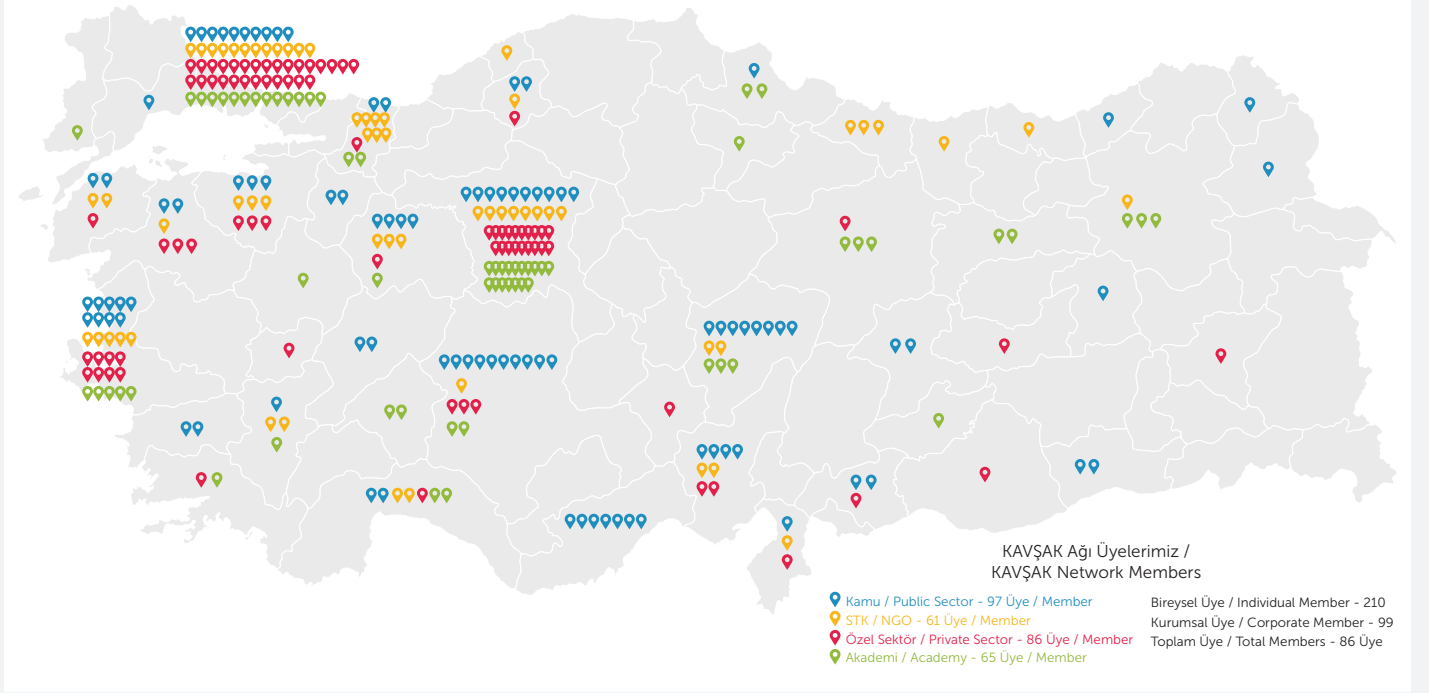 KAVŞAK Ağı Üyelerimiz /
KAVŞAK Network Members
Kamu / Public Sector - 97 Üye / Member
STK / NGO - 61 Üye / Member
Özel Sektör / Private Sector - 86 Üye / Member
Akademi / Academy - 65 Üye / Member
Bireysel Üye / Individual Member - 210
Kurumsal Üye / Corporate Member - 99
Toplam Üye / Total Members - 86 Üye